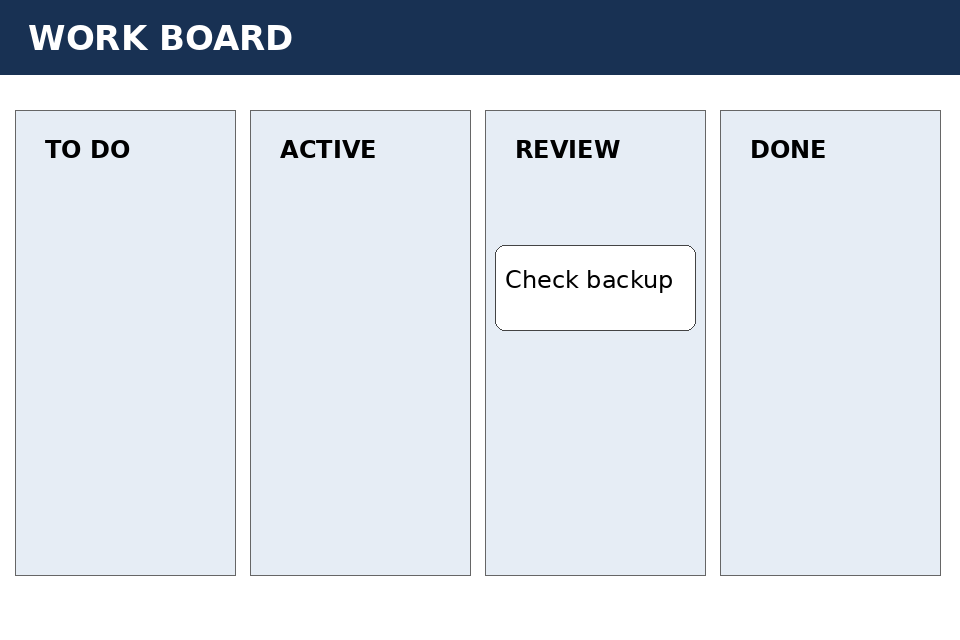 WORK BOARD
TO DO
ACTIVE
REVIEW
DONE
Check backup